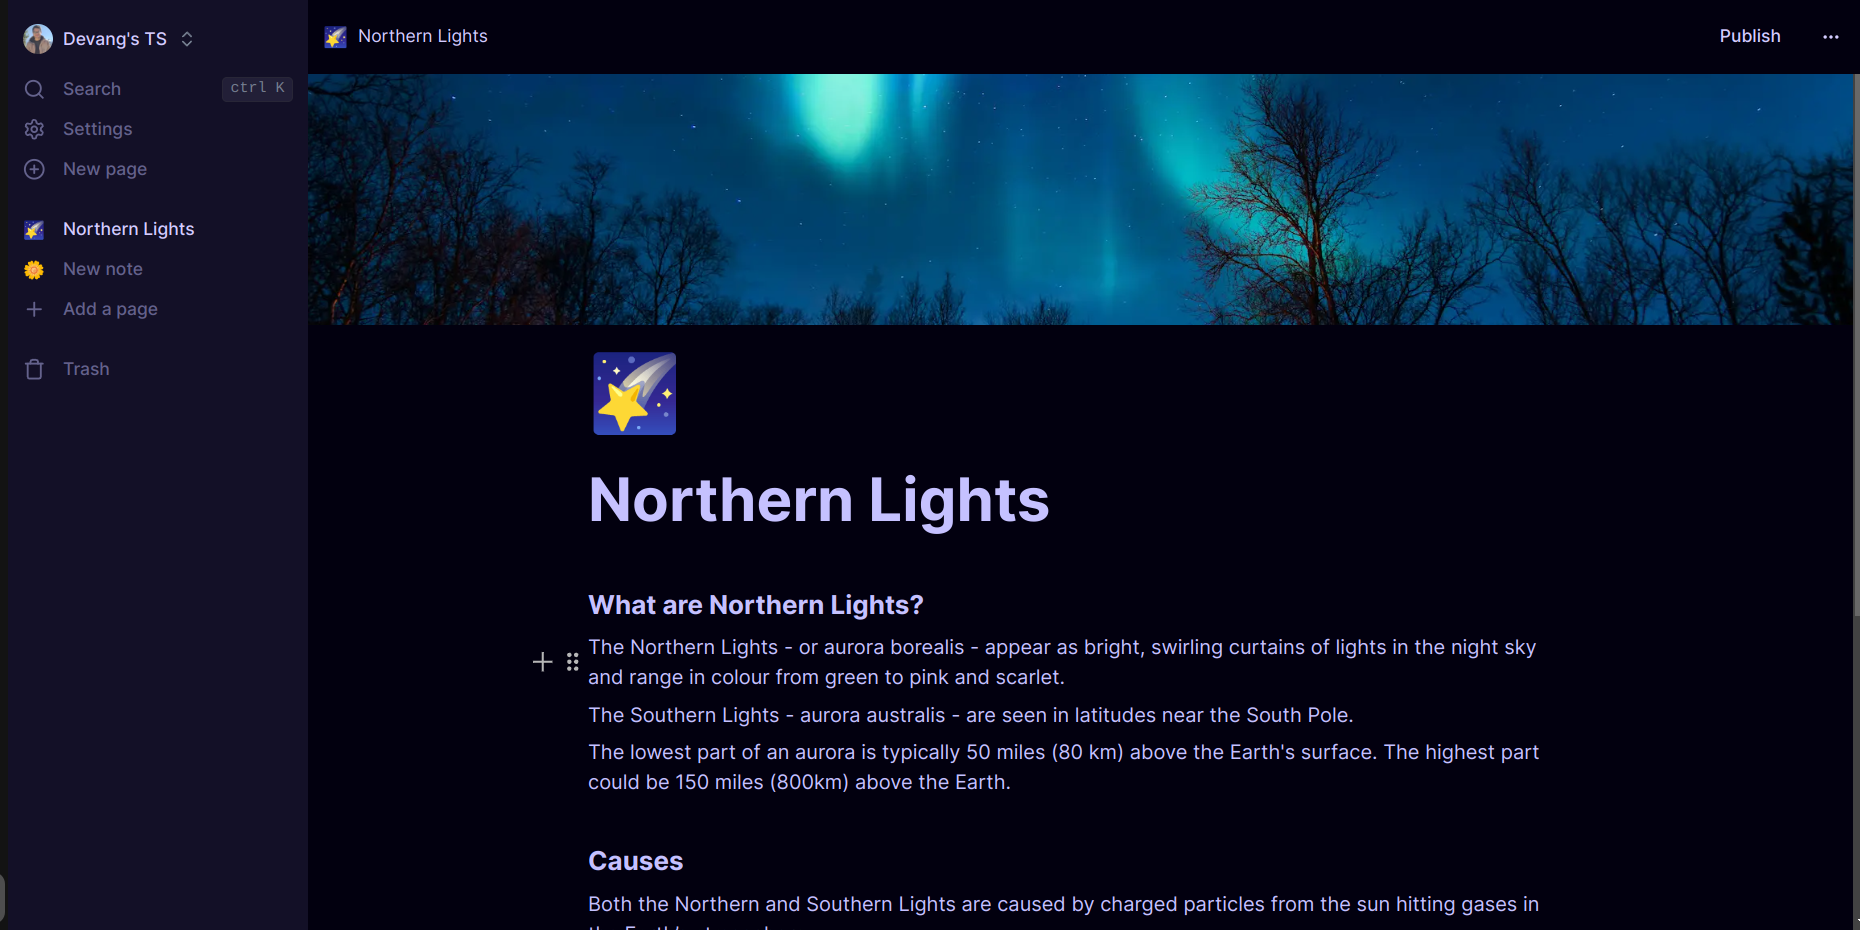 Devang's TS
Search
ctrl K
Settings
New page
Northern Lights
New note
Add a page
Trash
Northern Lights
Publish
Northern Lights
What are Northern Lights?
The Northern Lights - or aurora borealis - appear as bright, swirling curtains of lights in the night sky
and range in colour from green to pink and scarlet.
The Southern Lights - aurora australis - are seen in latitudes near the South Pole.
The lowest part of an aurora is typically 50 miles (80 km) above the Earth's surface. The highest part
could be 150 miles (800km) above the Earth.
Causes
Both the Northern and Southern Lights are caused by charged particles from the sun hitting gases in